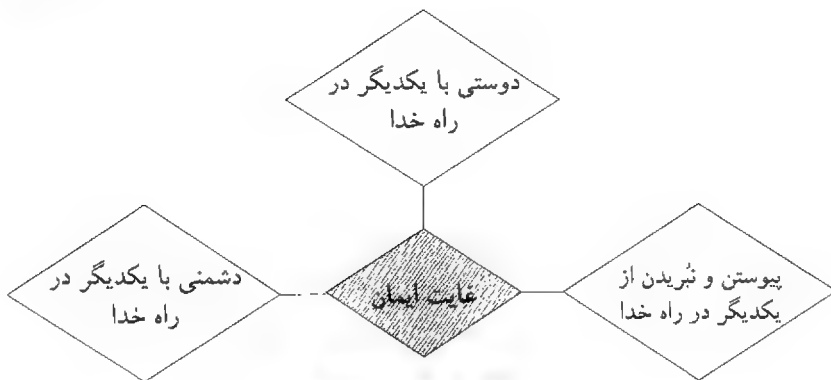 دوستی با یکدیگر در
راه خدا
پیوستن و نبُریدن از
یکدیگر در راه خدا
غایت ایمان
دشمنی با یکدیگر در
راه خدا